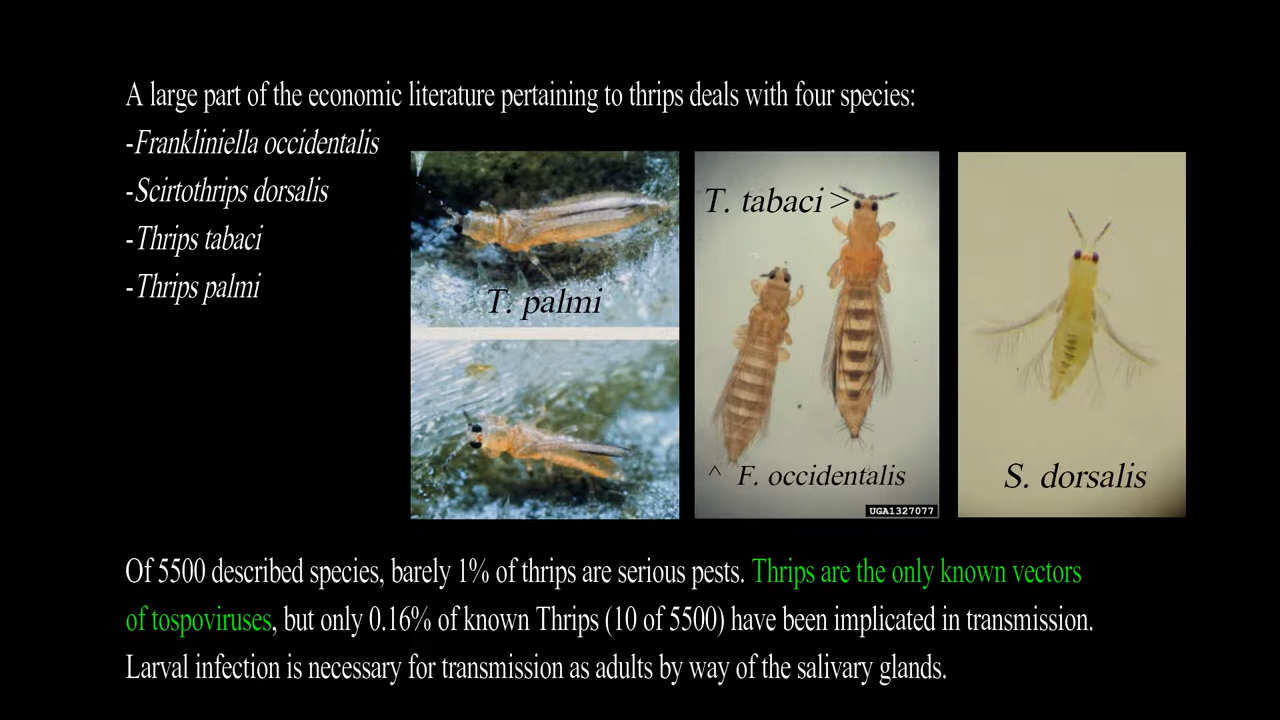 A large part of the economic literature pertaining to thrips deals with four species:
-Frankliniella occidentalis
-Scirtothrips dorsalis
-Thrips tabaci
-Thrips palmi
T. palmi
T. tabaci >
^ F. occidentalis
UGA1327077
S. dorsalis
Of 5500 described species, barely 1% of thrips are serious pests. Thrips are the only known vectors
of tospoviruses, but only 0.16% of known Thrips (10 of 5500) have been implicated in transmission.
Larval infection is necessary for transmission as adults by way of the salivary glands.